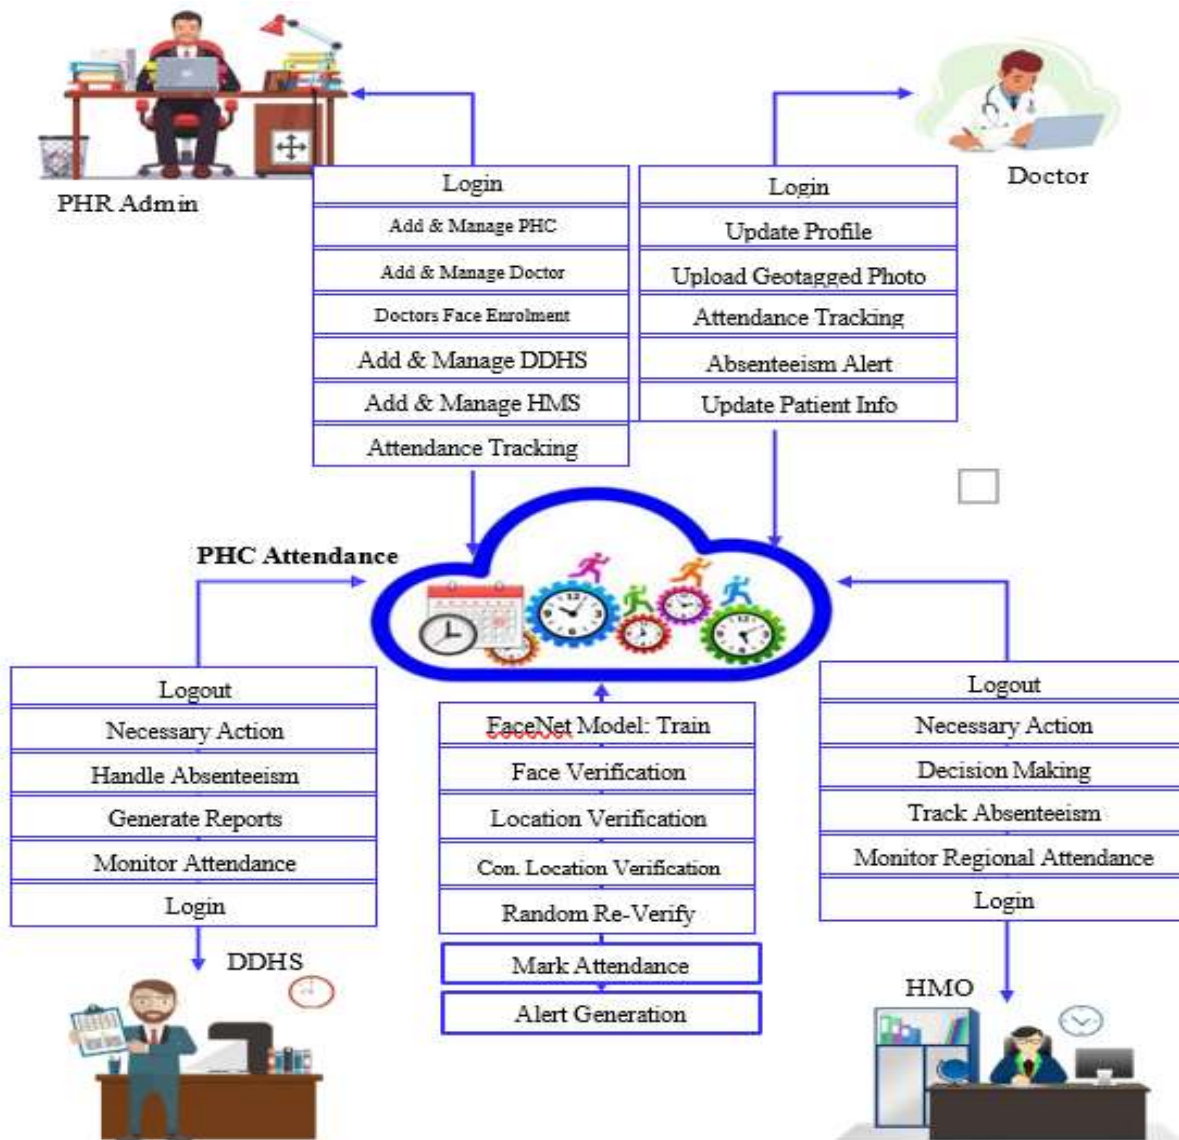 PHR Admin
Login
Add & Manage PHC
Add & Manage Doctor
Doctors Face Enrolment
Add & Manage DDHS
Add & Manage HMS
Attendance Tracking
Doctor
Login
Update Profile
Upload Geotagged Photo
Attendance Tracking
Absenteeism Alert
Update Patient Info
PHC Attendance
Logout
Necessary Action
Handle Absenteeism
Generate Reports
Monitor Attendance
Login
DDHS
FaceNet Model: Train
Face Verification
Location Verification
Con. Location Verification
Random Re-Verify
Mark Attendance
Alert Generation
Logout
Necessary Action
Decision Making
Track Absenteeism
Monitor Regional Attendance
Login
HMO